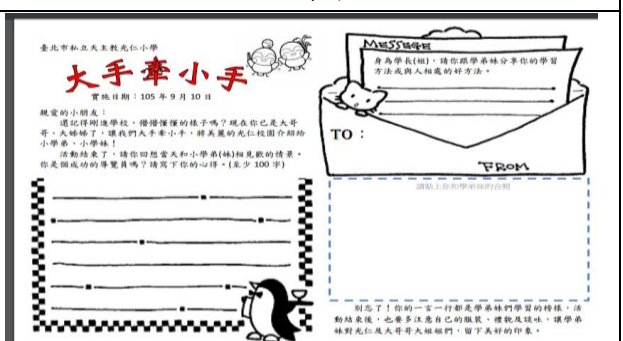 臺北市私立天主教光仁小學
大手牽小手
實施日期：105 年 9 月 10 日
親愛的小朋友：
還記得剛進學校，懵懵懂懂的樣子嗎？現在你已是大哥
哥、大姊姊了，讓我們大手牽小手，將美麗的光仁校園介紹給
小學弟、小學妹！
活動結束了，請你回想當天和小學弟(妹)相見歡的情景。
你是個成功的導覽員嗎？請寫下你的心得。(至少 100 字)
MESSAGE
身為學長(姐)，請你跟學弟妹分享你的學習
方法或與人相處的好方法。
TO：
FROM
請貼上你和學弟妹的合照
別忘了！你的一言一行都是學弟妹們學習的榜樣，活
動結束後，也要多注意自己的服裝、禮貌及談吐，讓學弟
妹對光仁及大哥哥大姐姐們，留下美好的印象。